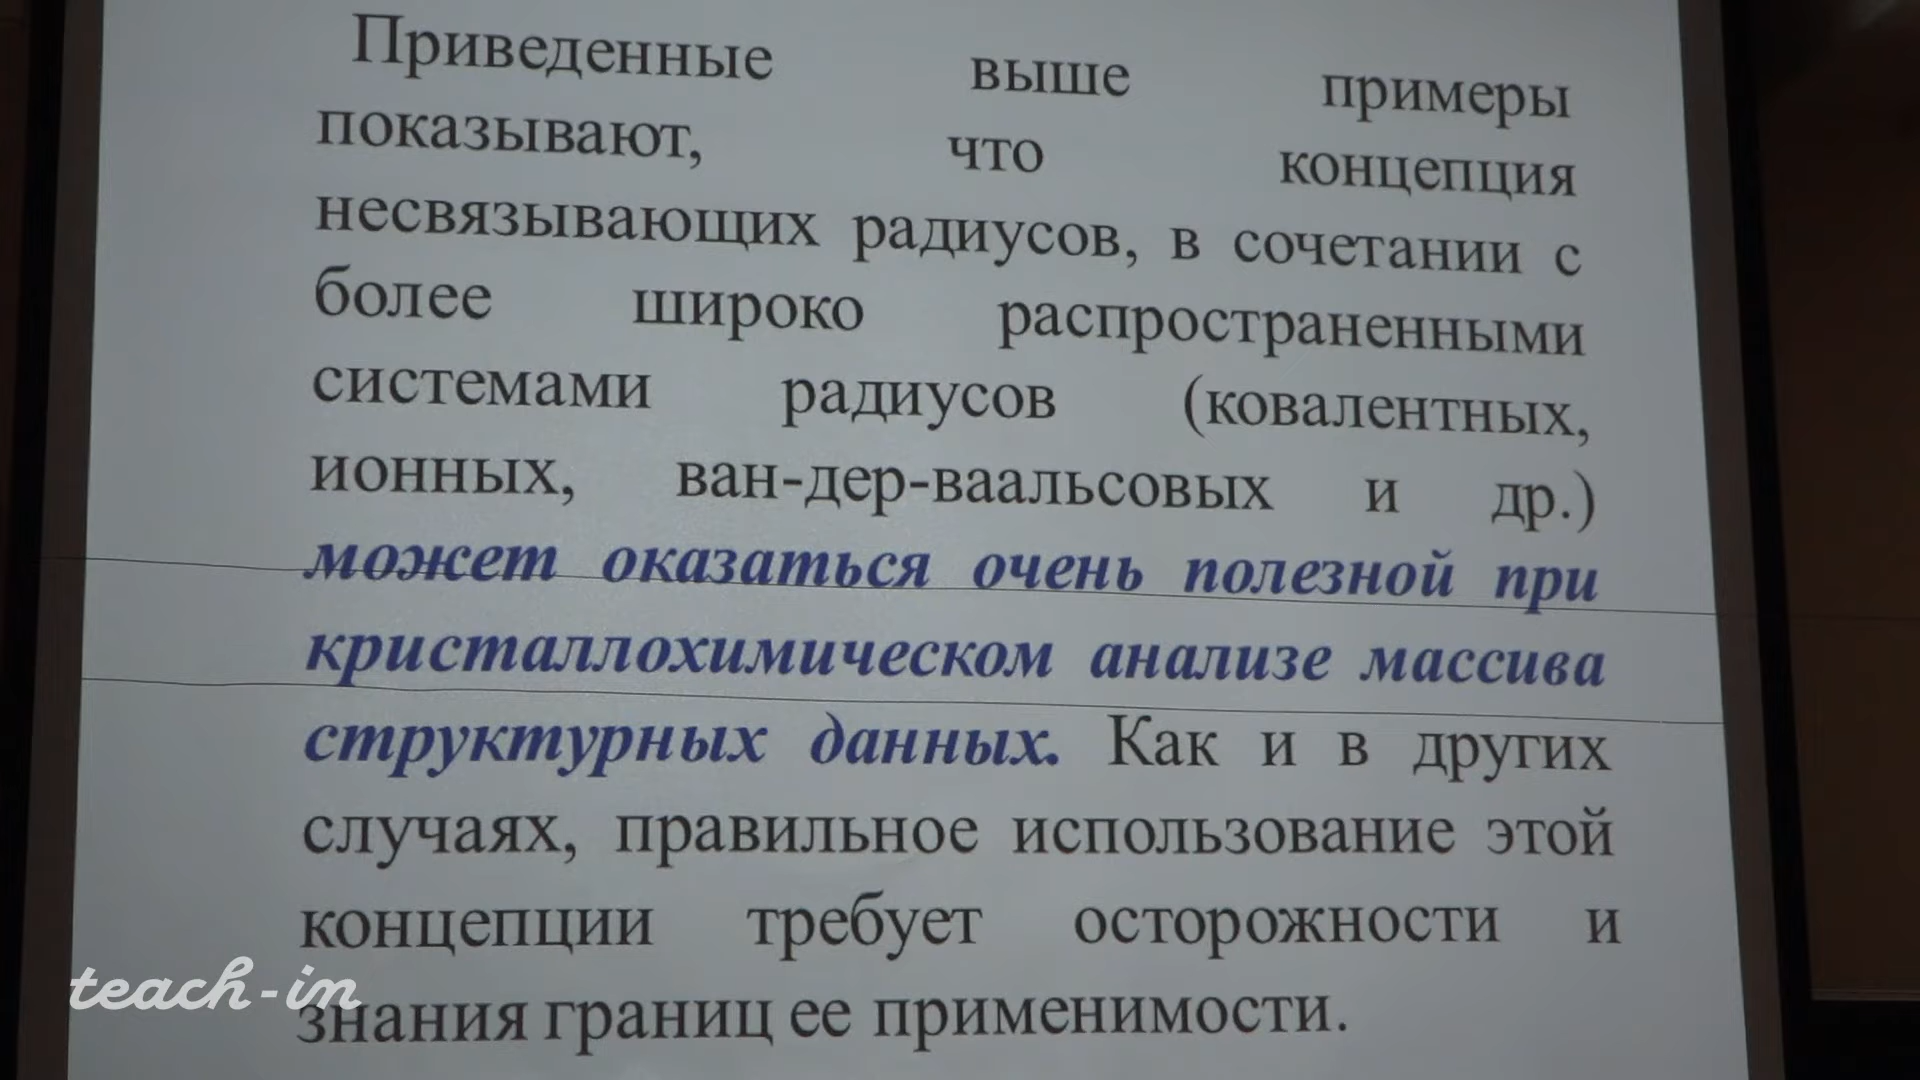 Приведенные выше примеры
показывают, что концепция
несвязывающих радиусов, в сочетании с
более широко распространенными
системами радиусов (ковалентных,
ионных, ван-дер-ваальсовых и др.)
может оказаться очень полезной при
кристаллохимическом анализе массива
структурных данных. Как и в других
случаях, правильное использование этой
концепции требует осторожности и
знания границ ее применимости.
teach-in